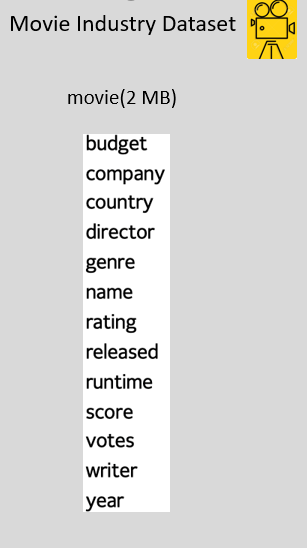 Movie Industry Dataset
movie(2 MB)
budget
company
country
director
genre
name
rating
released
runtime
score
votes
writer
year